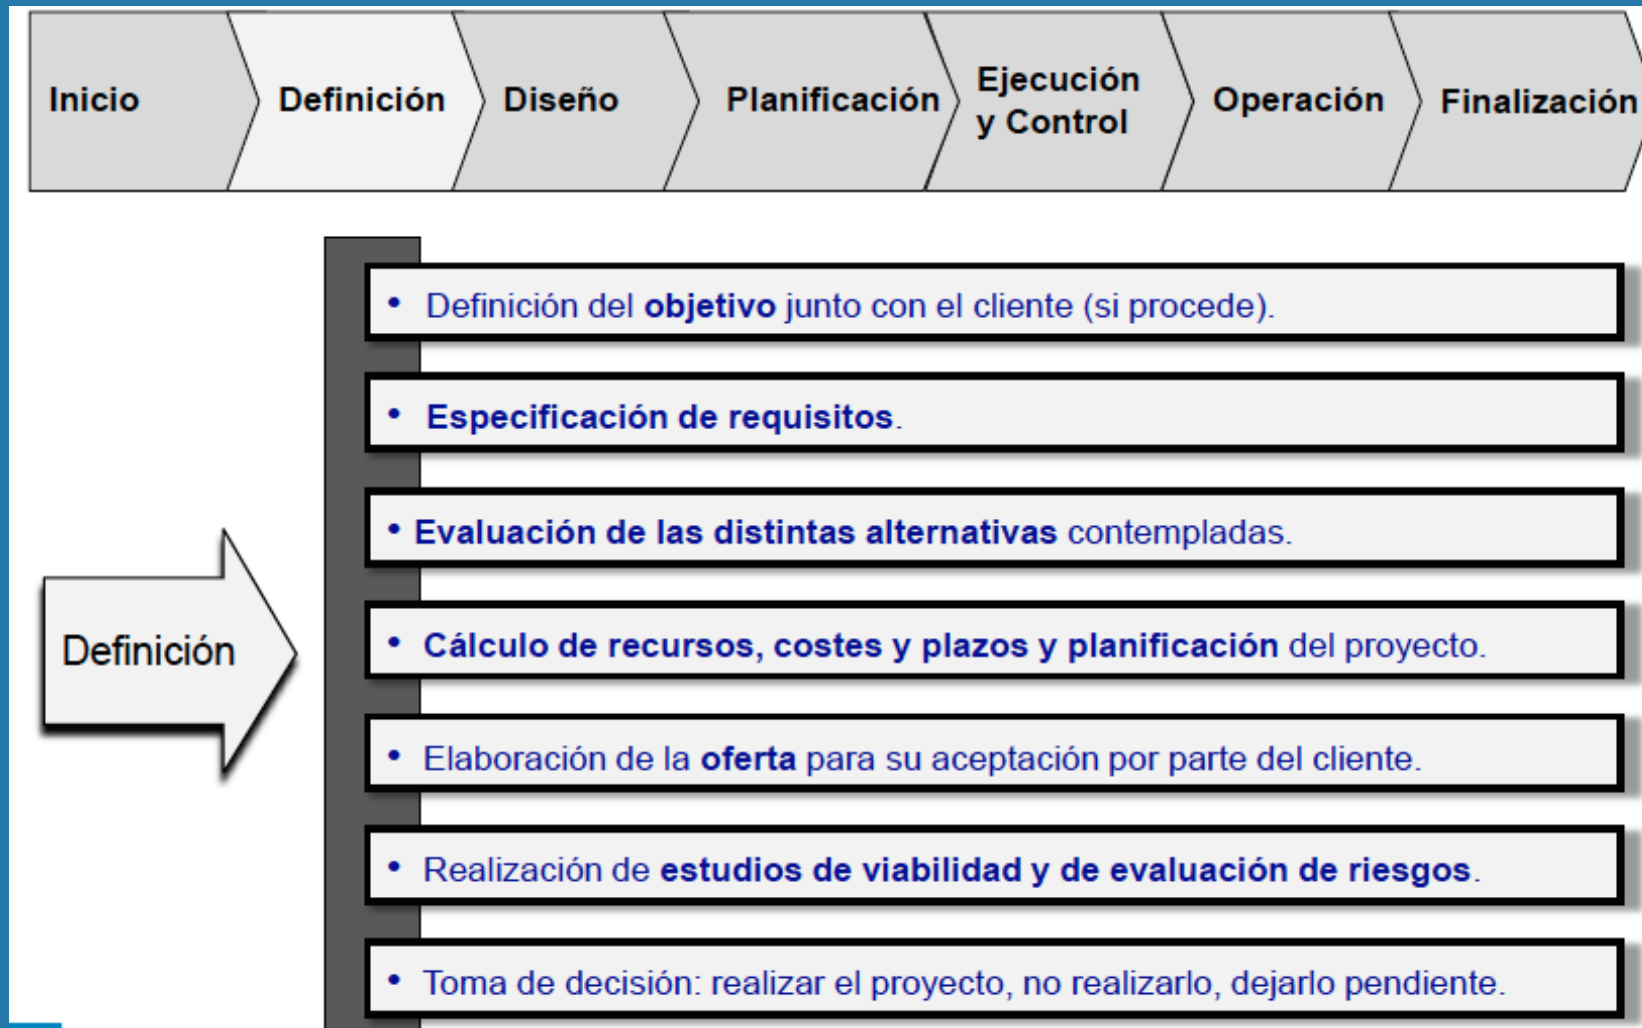 Inicio
Definición
Diseño
Planificación
Ejecución
y Control
Operación
Finalización
• Definición del objetivo junto con el cliente (si procede).
• Especificación de requisitos.
• Evaluación de las distintas alternativas contempladas.
Definición
• Cálculo de recursos, costes y plazos y planificación del proyecto.
• Elaboración de la oferta para su aceptación por parte del cliente.
• Realización de estudios de viabilidad y de evaluación de riesgos.
• Toma de decisión: realizar el proyecto, no realizarlo, dejarlo pendiente.